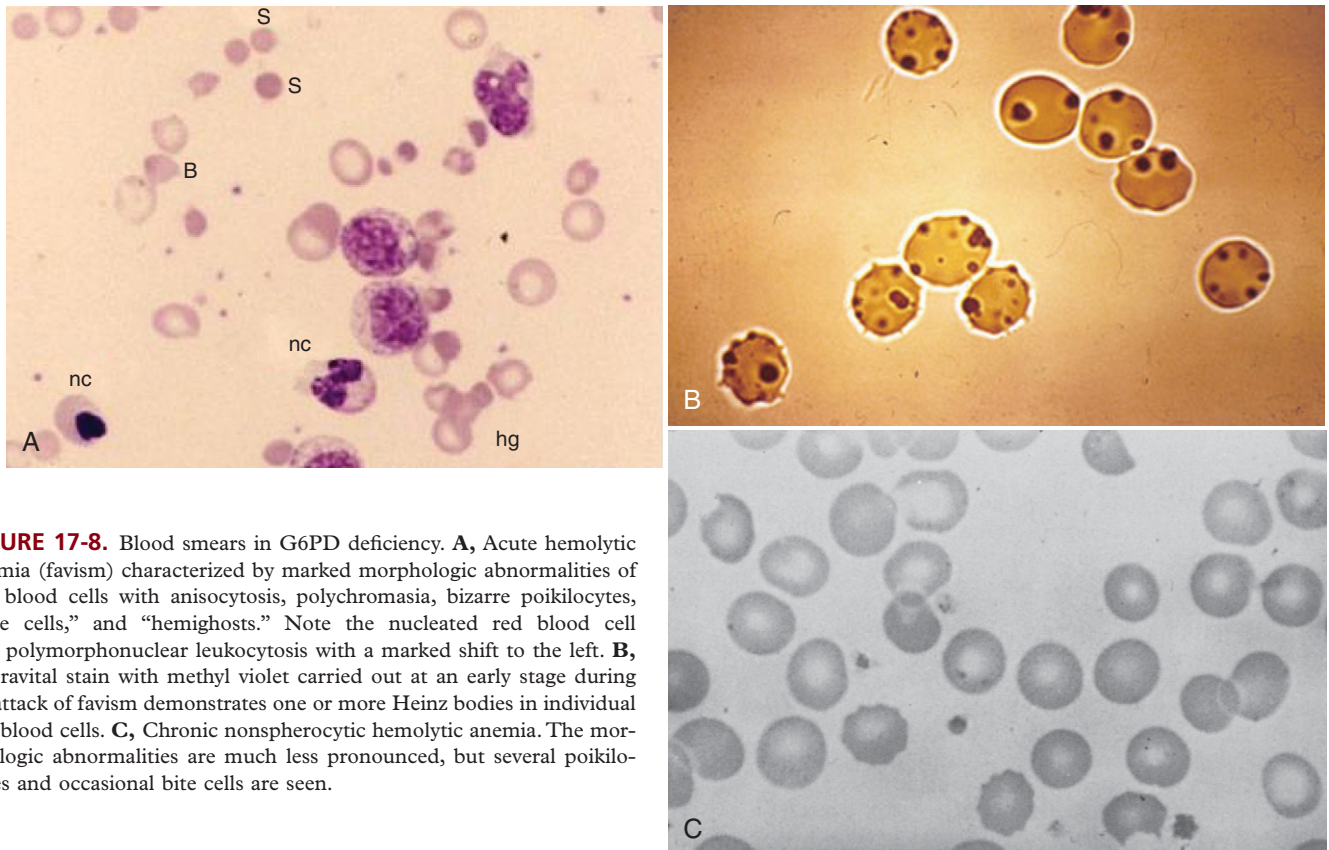 S
S
B
nc
nc
hg
A
B
C
URE 17-8. Blood smears in G6PD deficiency. A, Acute hemolytic
mia (favism) characterized by marked morphologic abnormalities of
blood cells with anisocytosis, polychromasia, bizarre poikilocytes,
e cells,” and “hemighosts.” Note the nucleated red blood cell
polymorphonuclear leukocytosis with a marked shift to the left. B,
ravital stain with methyl violet carried out at an early stage during
ttack of favism demonstrates one or more Heinz bodies in individual
blood cells. C, Chronic nonspherocytic hemolytic anemia. The mor-
logic abnormalities are much less pronounced, but several poikilo-
es and occasional bite cells are seen.